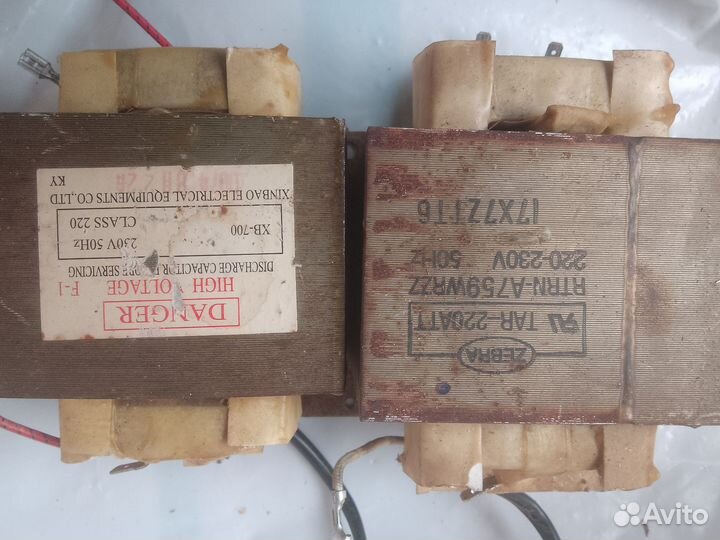 DANGER
HIGH VOLTAGE F-1
DISCHARGE CAPACITOR BEFORE SERVICING
230V 50Hz
XB-700
CLASS 220
XINBAO ELECTRICAL EQUIPMENTS CO.,LTD
KY
ZEBRA
TAR-220ATT
RTRN-A759WRZZ
220-230V 50Hz
17X7Z1T6
Avito